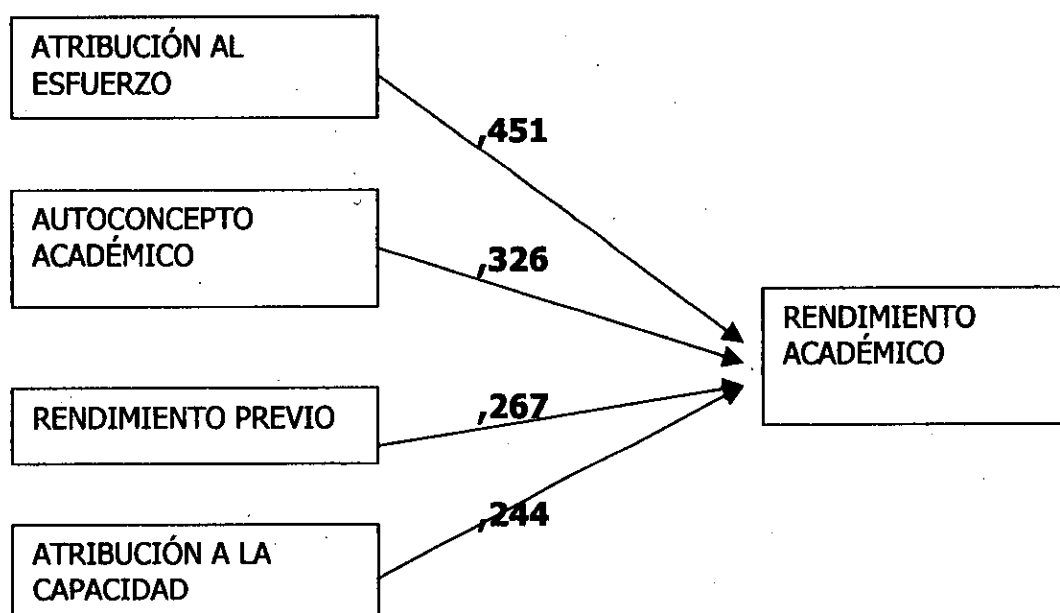 ATRIBUCIÓN AL
ESFUERZO
,451
AUTOCONCEPTO
ACADÉMICO
,326
RENDIMIENTO
ACADÉMICO
RENDIMIENTO PREVIO
,267
,244
ATRIBUCIÓN A LA
CAPACIDAD